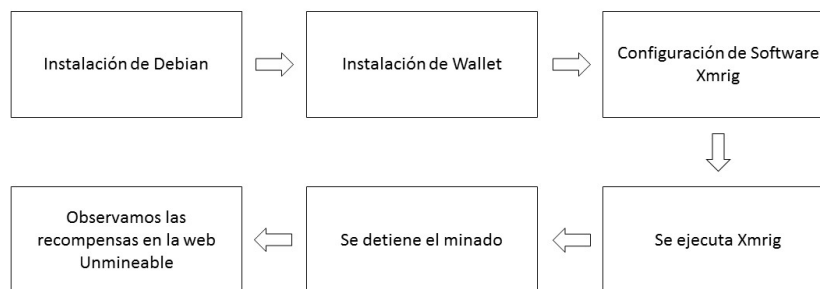 Instalación de Debian
Instalación de Wallet
Configuración de Software
Xmrig
Se ejecuta Xmrig
Se detiene el minado
Observamos las
recompensas en la web
Unmineable